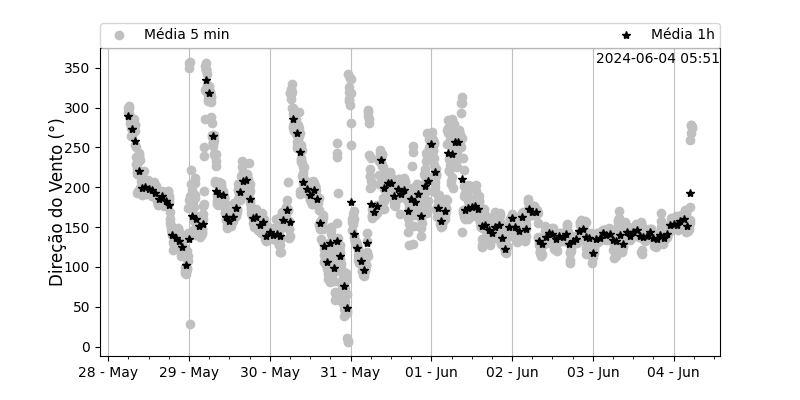 Média 5 min
Média 1h
2024-06-04 05:51
Direção do Vento (°)
350
300
250
200
150
100
50
0
28 - May
29 - May
30 - May
31 - May
01 - Jun
02 - Jun
03 - Jun
04 - Jun